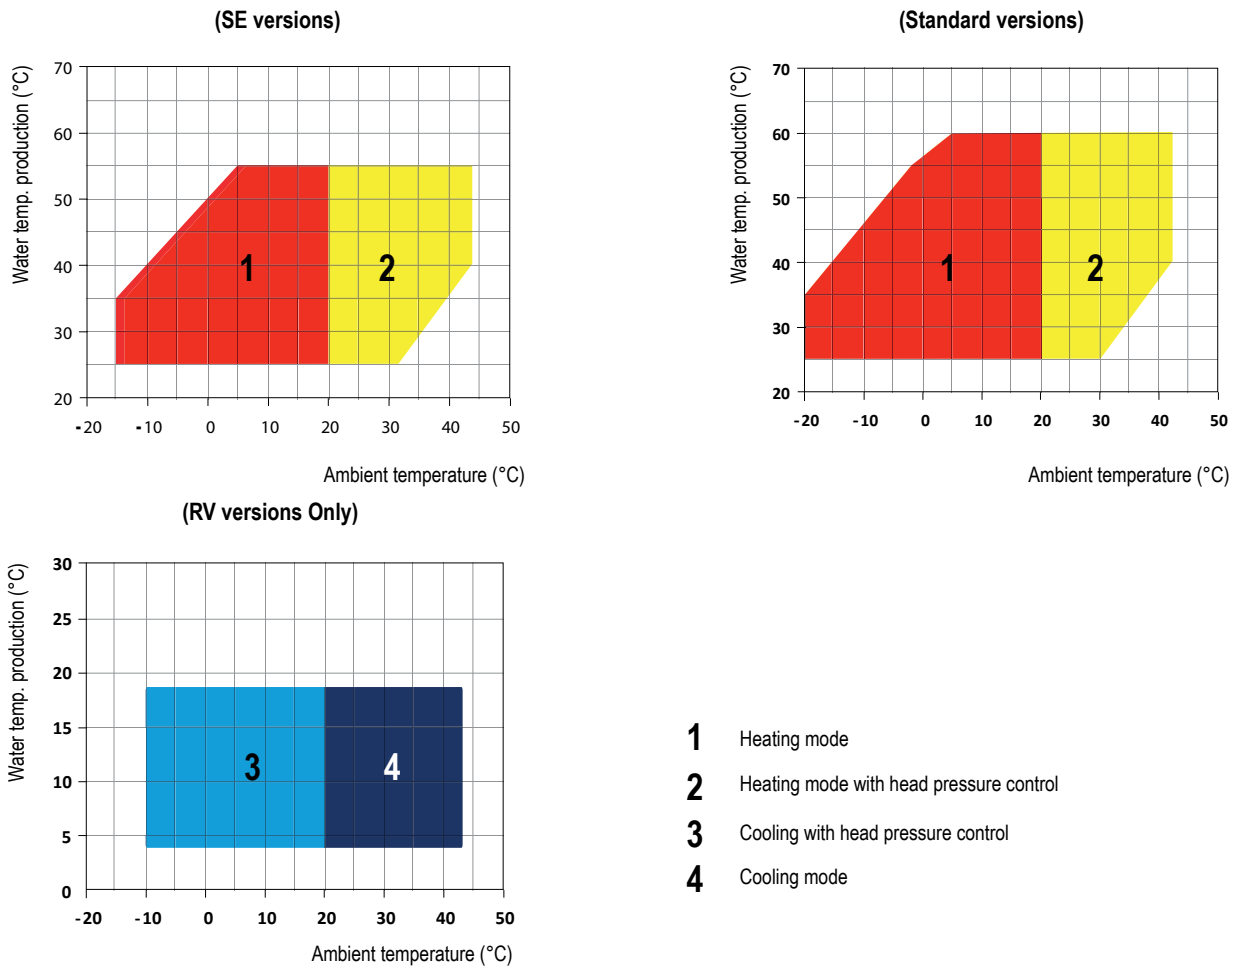 (SE versions)
Water temp. production (°C)
70
60
50
40
30
20
1
2
-20 -10 0 10 20 30 40 50
Ambient temperature (°C)
(Standard versions)
Water temp. production (°C)
70
60
50
40
30
20
1
2
-20 -10 0 10 20 30 40 50
Ambient temperature (°C)
(RV versions Only)
Water temp. production (°C)
30
25
20
15
10
5
0
3
4
-20 -10 0 10 20 30 40 50
Ambient temperature (°C)
1 Heating mode
2 Heating mode with head pressure control
3 Cooling with head pressure control
4 Cooling mode